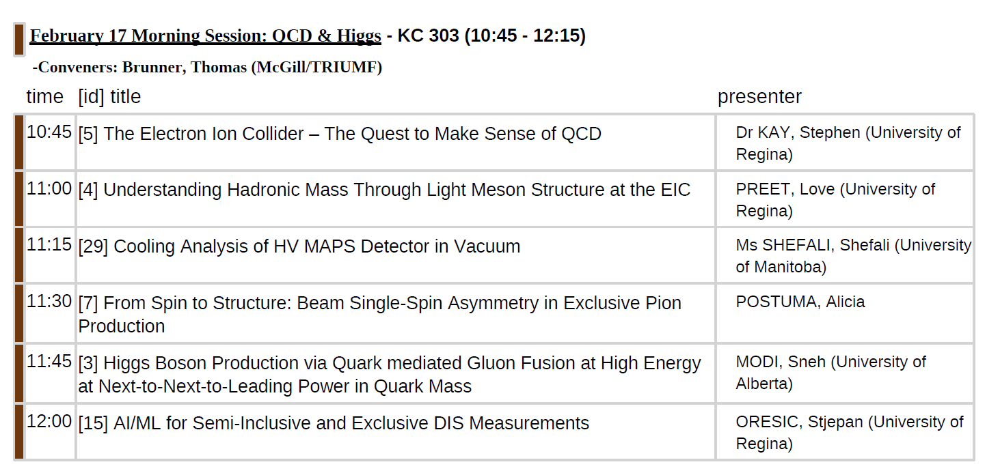 February 17 Morning Session: QCD & Higgs - KC 303 (10:45 - 12:15)
-Conveners: Brunner, Thomas (McGill/TRIUMF)
time [id] title presenter
10:45 [5] The Electron Ion Collider – The Quest to Make Sense of QCD Dr KAY, Stephen (University of
Regina)
11:00 [4] Understanding Hadronic Mass Through Light Meson Structure at the EIC PREET, Love (University of
Regina)
11:15 [29] Cooling Analysis of HV MAPS Detector in Vacuum Ms SHEFALI, Shefali (University
of Manitoba)
11:30 [7] From Spin to Structure: Beam Single-Spin Asymmetry in Exclusive Pion POSTUMA, Alicia
Production
11:45 [3] Higgs Boson Production via Quark mediated Gluon Fusion at High Energy MODI, Sneh (University of
at Next-to-Next-to-Leading Power in Quark Mass Alberta)
12:00 [15] AI/ML for Semi-Inclusive and Exclusive DIS Measurements ORESIC, Stjepan (University of
Regina)